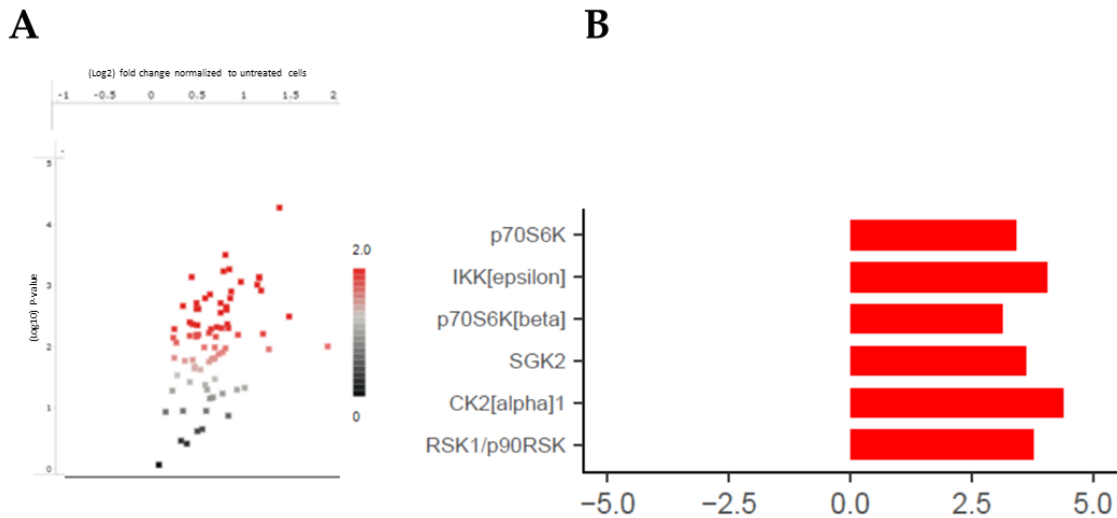 A
B
(Log2) fold change normalized to untreated cells
-1 -0.5 0 0.5 1 1.5 2
(Log10) P-value
5
4
3
2
1
0
2.0
0
p70S6K
IKK[epsilon]
p70S6K[beta]
SGK2
CK2[alpha]1
RSK1/p90RSK
−5.0 −2.5 0.0 2.5 5.0